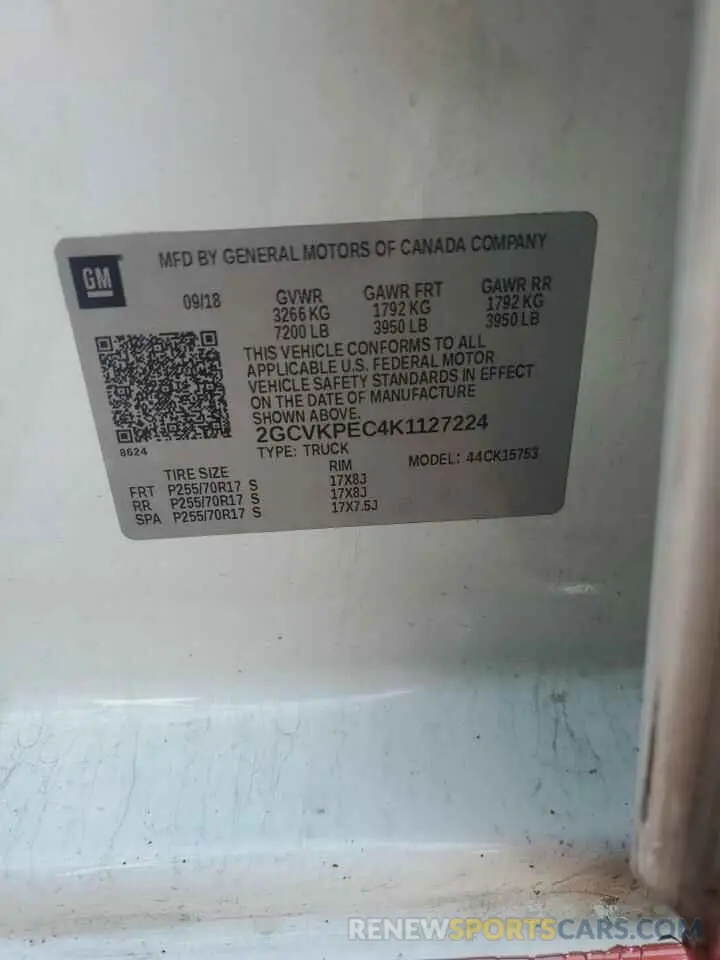 GM
MFD BY GENERAL MOTORS OF CANADA COMPANY
09/18 GVWR GAWR FRT GAWR RR
3266 KG 1792 KG 1792 KG
7200 LB 3950 LB 3950 LB
THIS VEHICLE CONFORMS TO ALL
APPLICABLE U.S. FEDERAL MOTOR
VEHICLE SAFETY STANDARDS IN EFFECT
ON THE DATE OF MANUFACTURE
SHOWN ABOVE.
2GCVKPEC4K1127224
8624
TYPE: TRUCK MODEL: 44CK15753
TIRE SIZE RIM
FRT P255/70R17 S 17X8J
RR P255/70R17 S 17X8J
SPA P255/70R17 S 17X7.5J
RENEWSPORTSCARS.COM